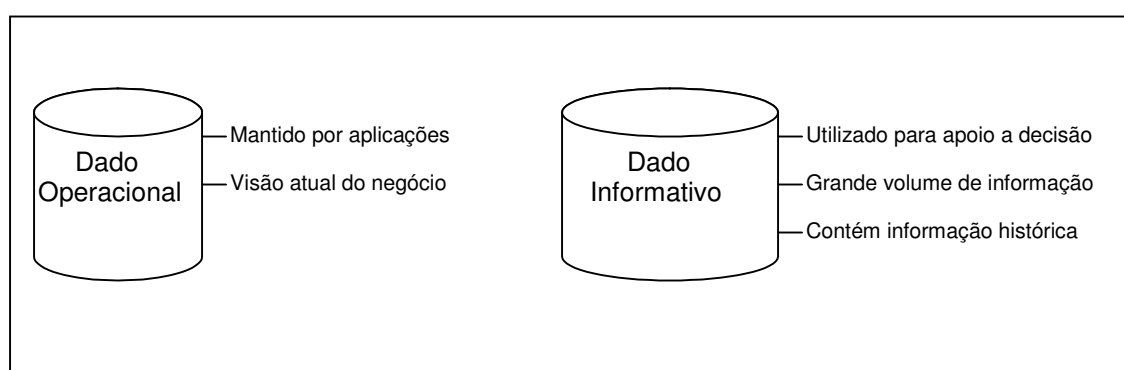 Dado
Operacional
Mantido por aplicações
Visão atual do negócio
Dado
Informativo
Utilizado para apoio a decisão
Grande volume de informação
Contém informação histórica